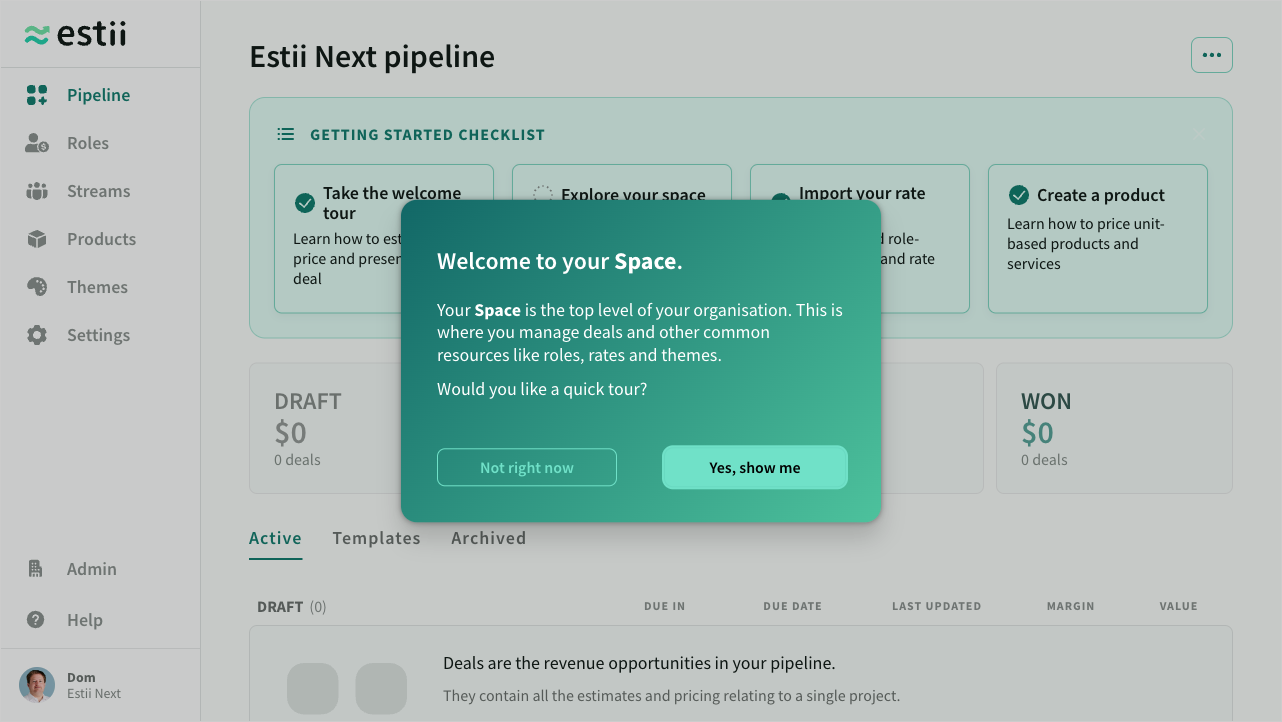 estii
Pipeline
Roles
Streams
Products
Themes
Settings
Admin
Help
Dom
Estii Next
Estii Next pipeline
GETTING STARTED CHECKLIST
Take the welcome
tour
Learn how to est
price and presen
deal
Explore your space
Import your rate
role-
and rate
Create a product
Learn how to price unit-
based products and
services
Welcome to your Space.
Your Space is the top level of your organisation. This is
where you manage deals and other common
resources like roles, rates and themes.
Would you like a quick tour?
Not right now
Yes, show me
DRAFT
$0
0 deals
WON
$0
0 deals
Active Templates Archived
DRAFT (0) DUE IN DUE DATE LAST UPDATED MARGIN VALUE
Deals are the revenue opportunities in your pipeline.
They contain all the estimates and pricing relating to a single project.